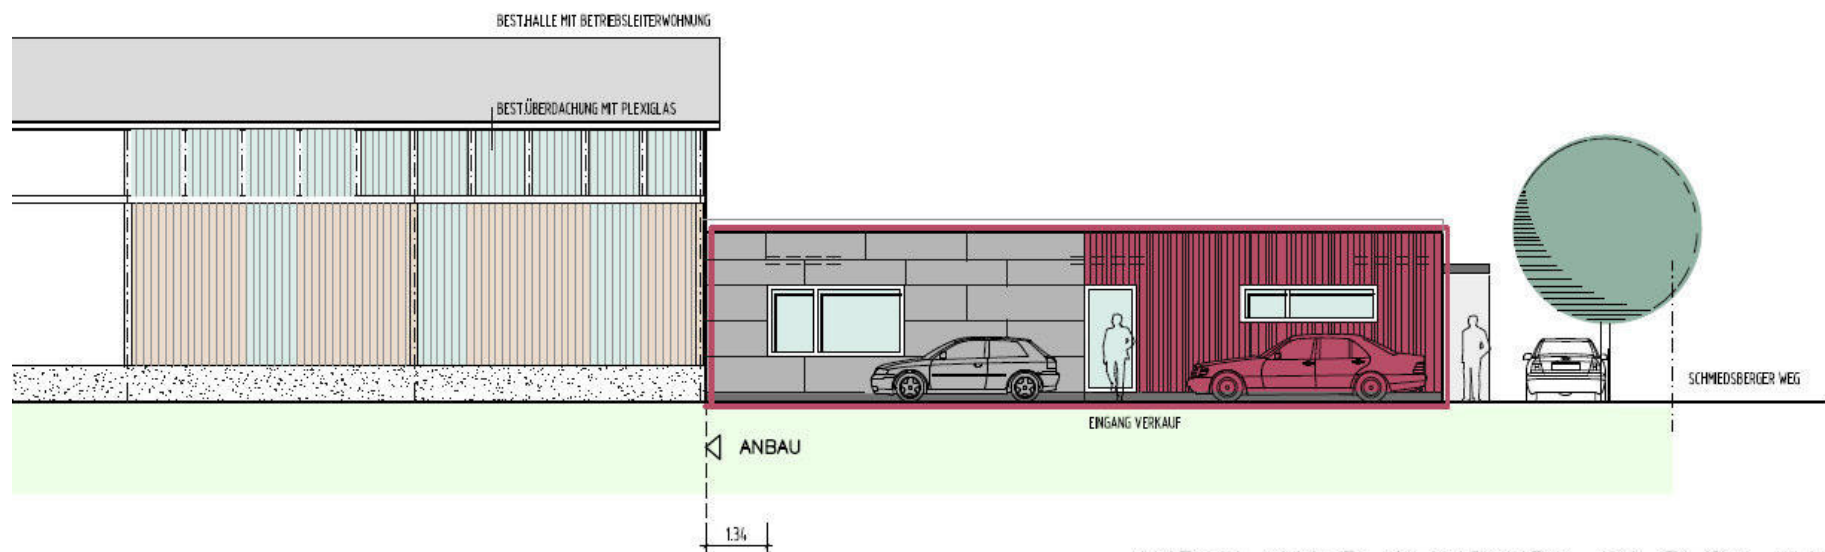 BEST.HALLE MIT BETRIEBSLEITERWOHNUNG
BEST.ÜBERDACHUNG MIT PLEXIGLAS
SCHMIEDSBERGER WEG
EINGANG VERKAUF
ANBAU
1.34